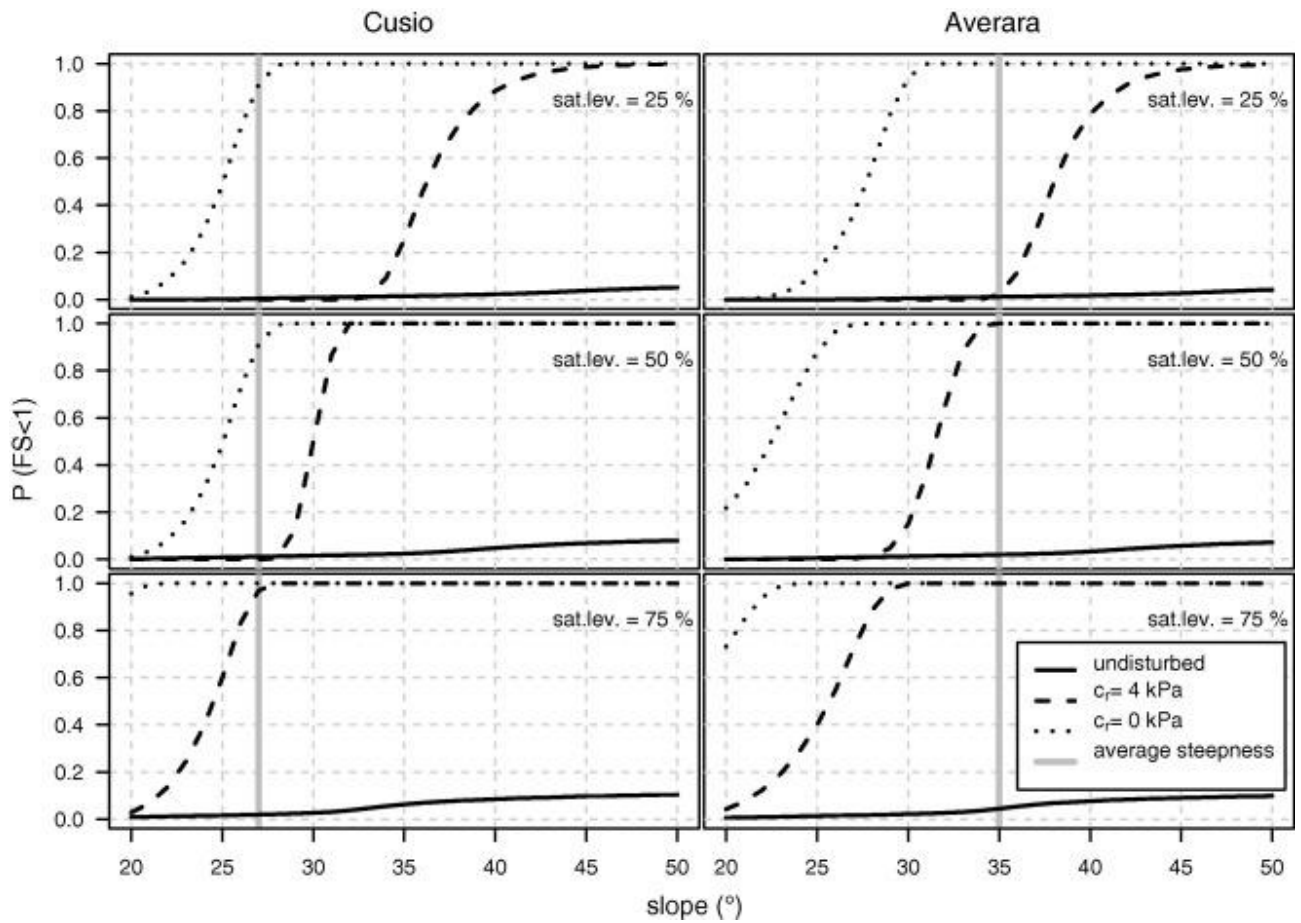 Cusio
Averara
1.0
0.8
0.6
0.4
0.2
0.0
sat.lev. = 25 %
sat.lev. = 25 %
1.0
0.8
0.6
0.4
0.2
0.0
sat.lev. = 50 %
sat.lev. = 50 %
P (FS<1)
1.0
0.8
0.6
0.4
0.2
0.0
sat.lev. = 75 %
sat.lev. = 75 %
undisturbed
cr= 4 kPa
cr= 0 kPa
average steepness
20 25 30 35 40 45 50
20 25 30 35 40 45 50
slope (°)